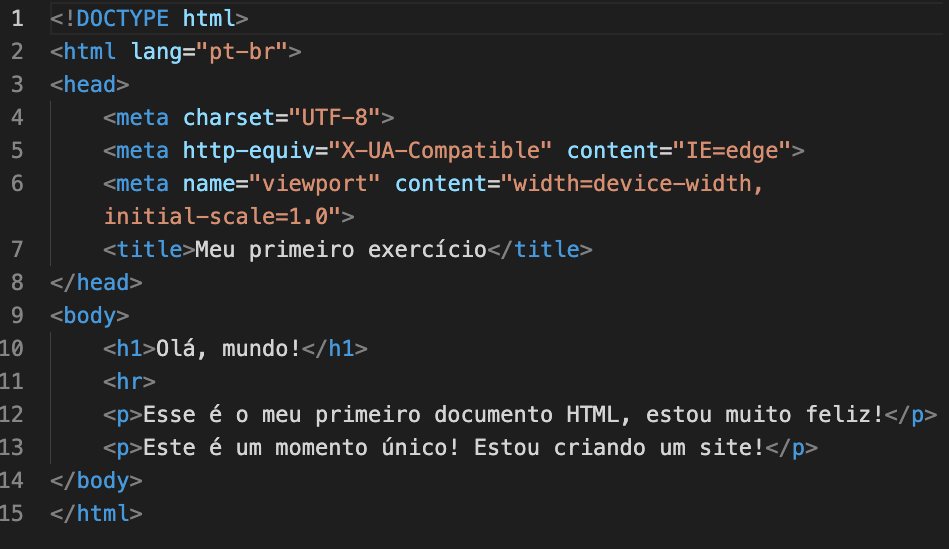 1 <!DOCTYPE html>
2 <html lang="pt-br">
3 <head>
4     <meta charset="UTF-8">
5     <meta http-equiv="X-UA-Compatible" content="IE=edge">
6     <meta name="viewport" content="width=device-width,
    initial-scale=1.0">
7     <title>Meu primeiro exercício</title>
8 </head>
9 <body>
10     <h1>Olá, mundo!</h1>
11     <hr>
12     <p>Esse é o meu primeiro documento HTML, estou muito feliz!</p>
13     <p>Este é um momento único! Estou criando um site!</p>
14 </body>
15 </html>